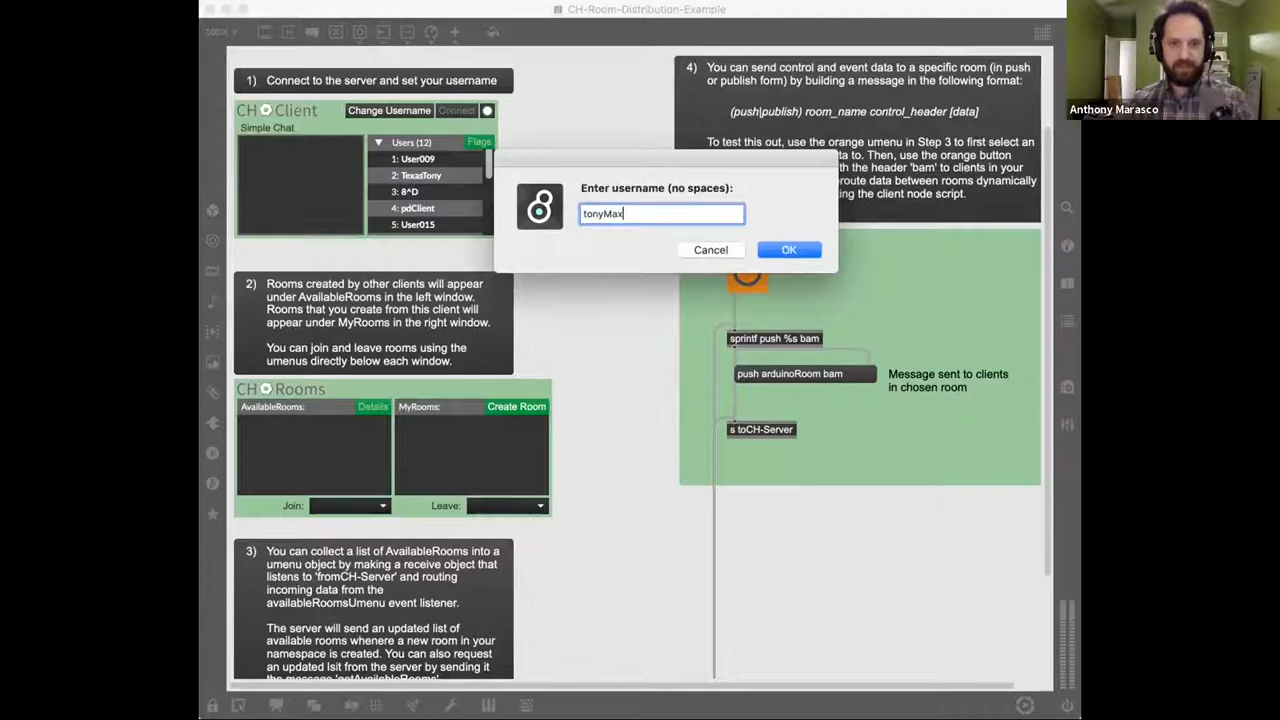 CH-Room-Distribution-Example
100%
1) Connect to the server and set your username
CH Client
Change Username
Connect
Simple Chat
Users (12)
Flags
1: User009
2: TexasTony
3: 8^D
4: pdClient
5: User015
2) Rooms created by other clients will appear
under AvailableRooms in the left window.
Rooms that you create from this client will
appear under MyRooms in the right window.
You can join and leave rooms using the
umenus directly below each window.
CH Rooms
AvailableRooms:
Details
MyRooms:
Create Room
Join:
Leave:
3) You can collect a list of AvailableRooms into a
umenu object by making a receive object that
listens to 'fromCH-Server' and routing
incoming data from the
availableRoomsUmenu event listener.
The server will send an updated list of
available rooms whenere a new room in your
namespace is created. You can also request
an updated lsit from the server by sending it
the message 'getAvailableRooms'
Enter username (no spaces):
tonyMax
Cancel
OK
4) You can send control and event data to a specific room (in push
or publish form) by building a message in the following format:
(push|publish) room_name control_header [data]
To test this out, use the orange umenu in Step 3 to first select an
ta to. Then, use the orange button
th the header 'bam' to clients in your
reroute data between rooms dynamically
ing the client node script.
sprintf push %s bam
push arduinoRoom bam
Message sent to clients
in chosen room
s toCH-Server
Anthony Marasco